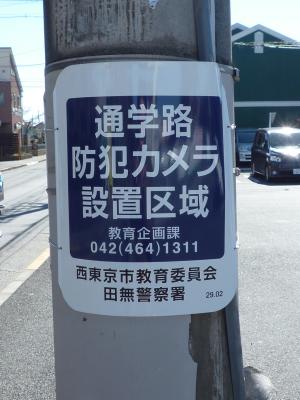 通学路
防犯カメラ
設置区域
教育企画課
042(464)1311
西東京市教育委員会
田無警察署
29.02